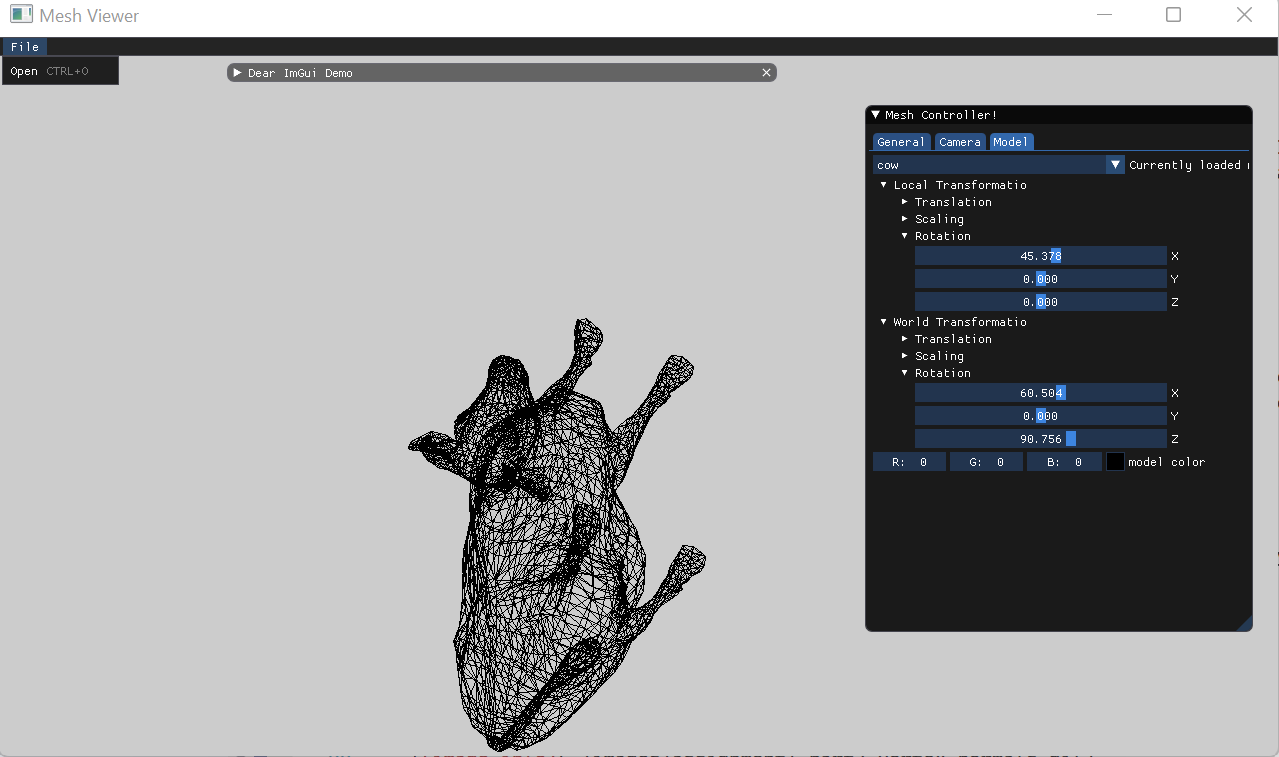 Mesh Viewer
File
Open CTRL+O
Dear ImGui Demo
Mesh Controller!
General Camera Model
cow Currently loaded
Local Transformatio
Translation
Scaling
Rotation
45.378 X
0.000 Y
0.000 Z
World Transformatio
Translation
Scaling
Rotation
60.504 X
0.000 Y
90.756 Z
R: 0 G: 0 B: 0 model color